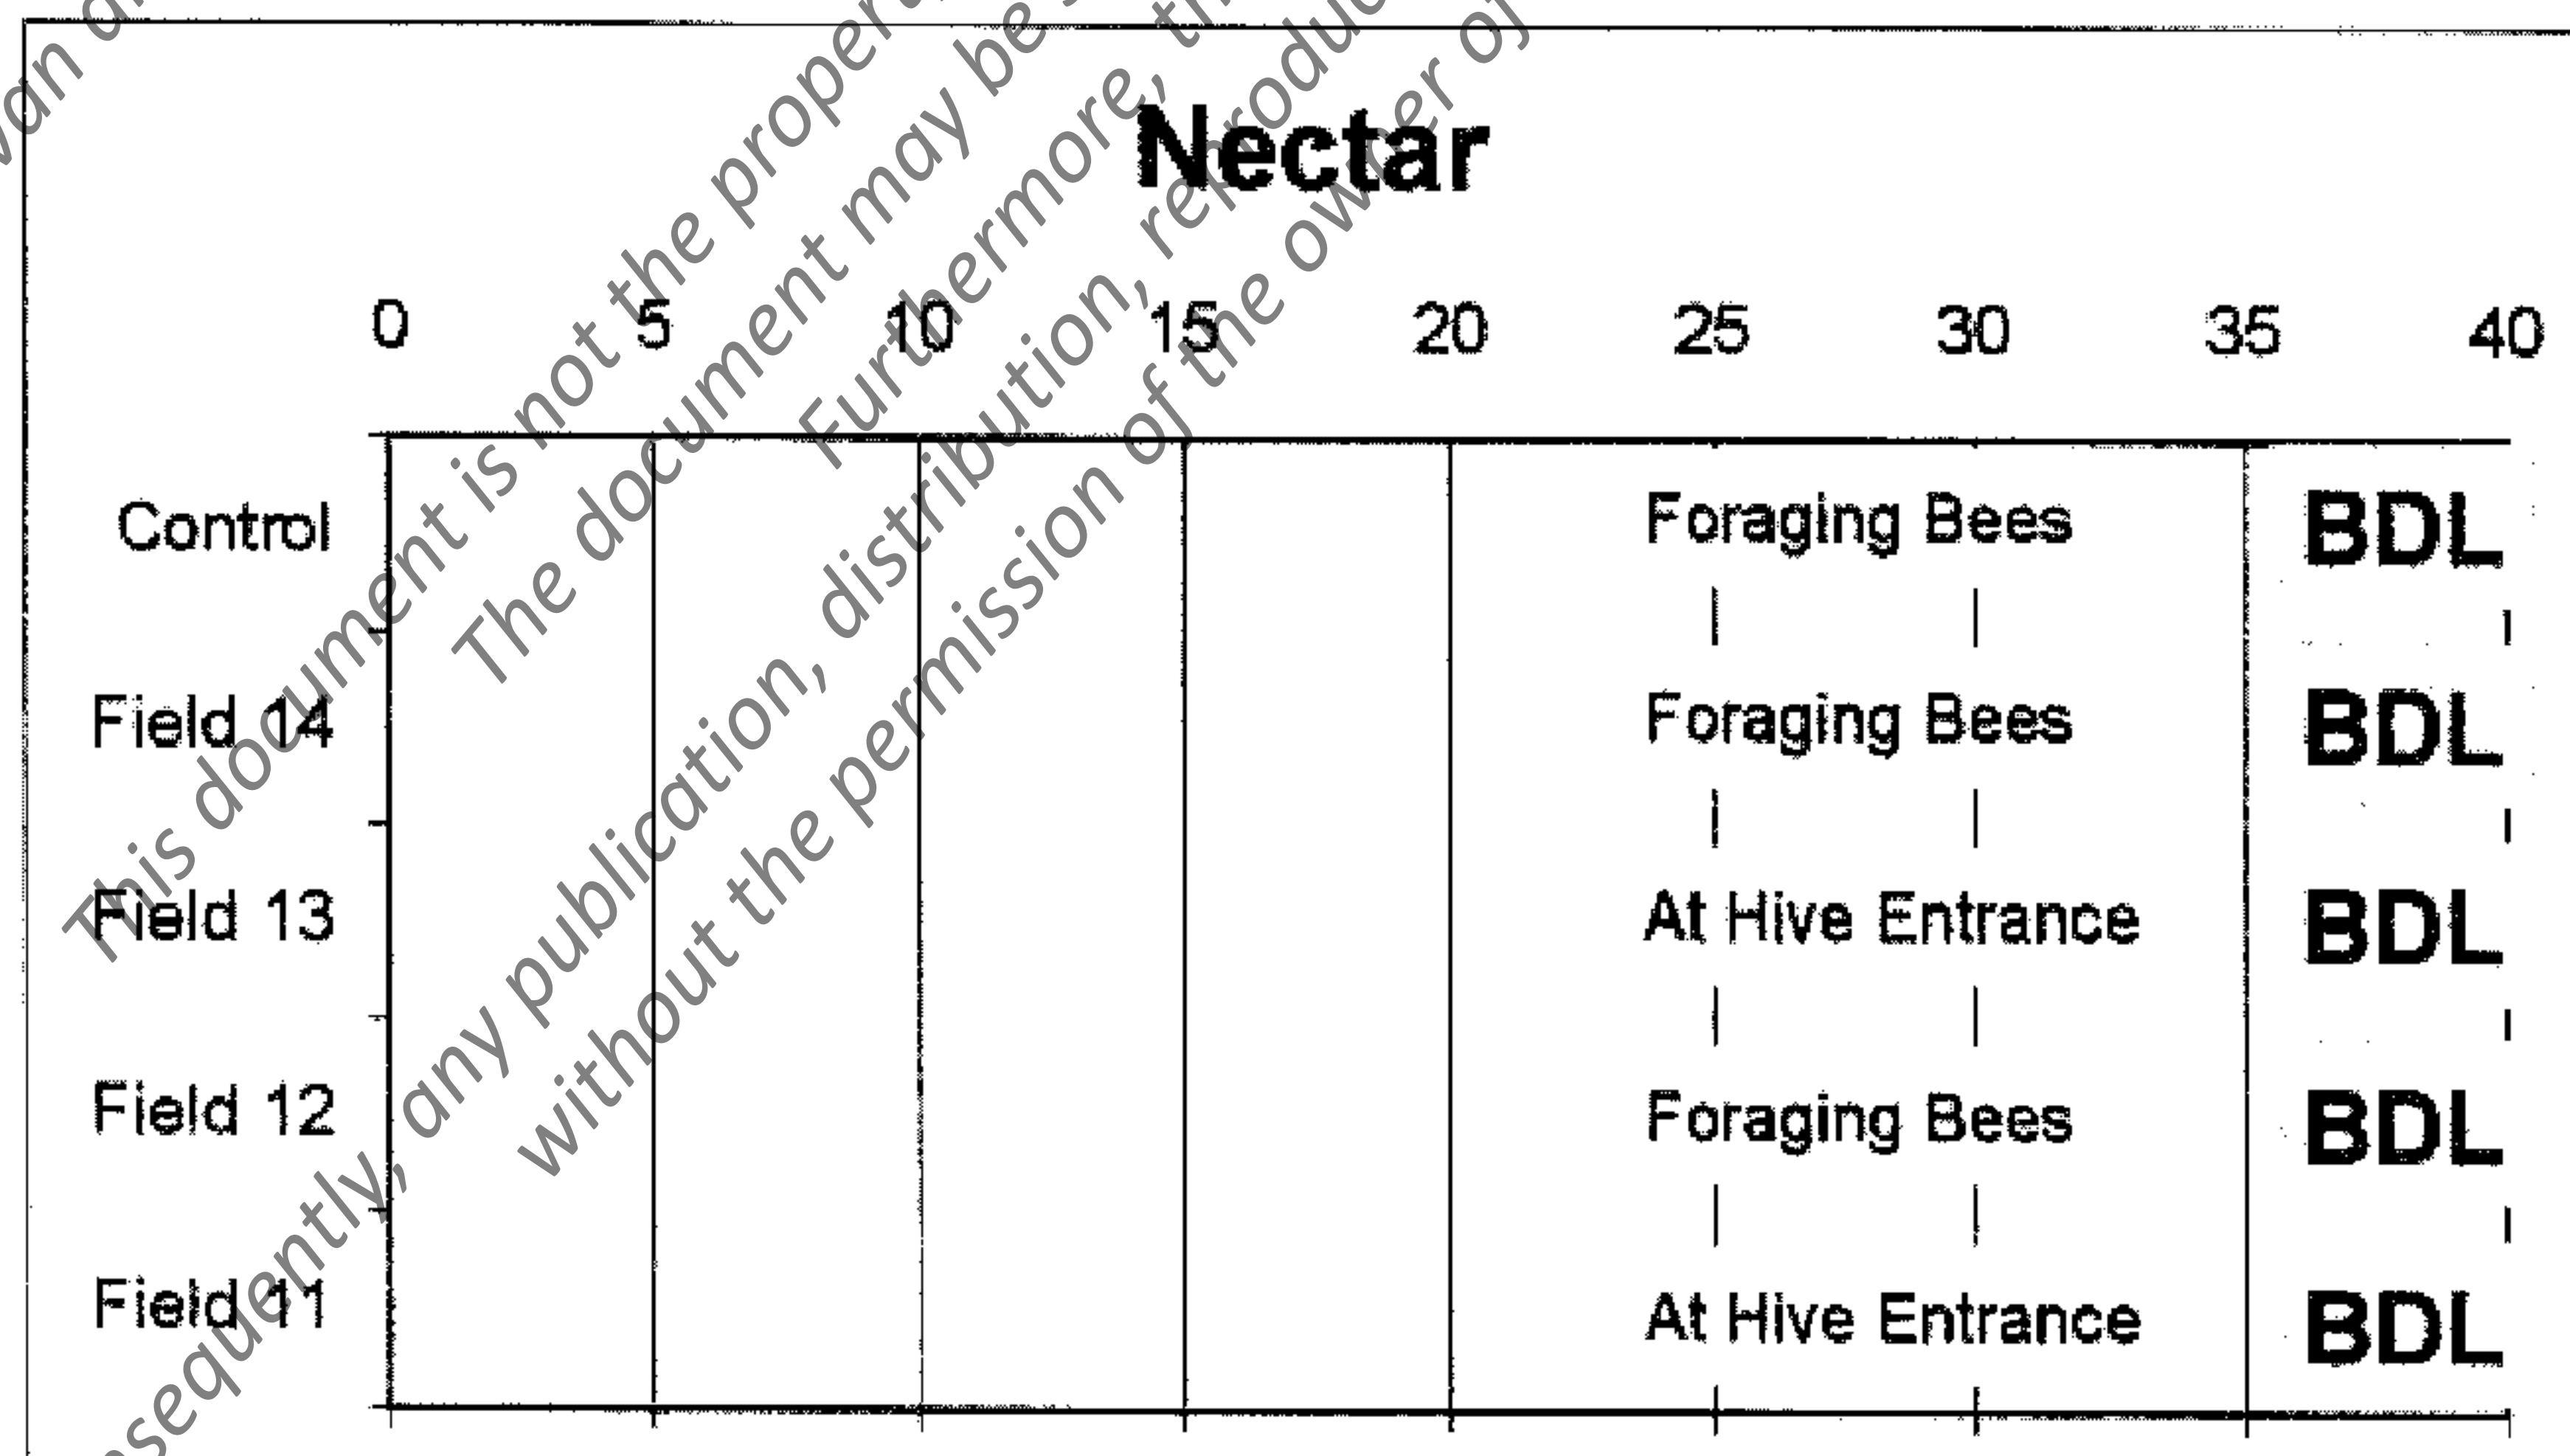 Nectar
0 5 10 15 20 25 30 35 40
Control Foraging Bees BDL
Field 14 Foraging Bees BDL
Field 13 At Hive Entrance BDL
Field 12 Foraging Bees BDL
Field 11 At Hive Entrance BDL
This document is not the
The document may be
Furthermore,
any publication, distribution,
without the permission of the owner of